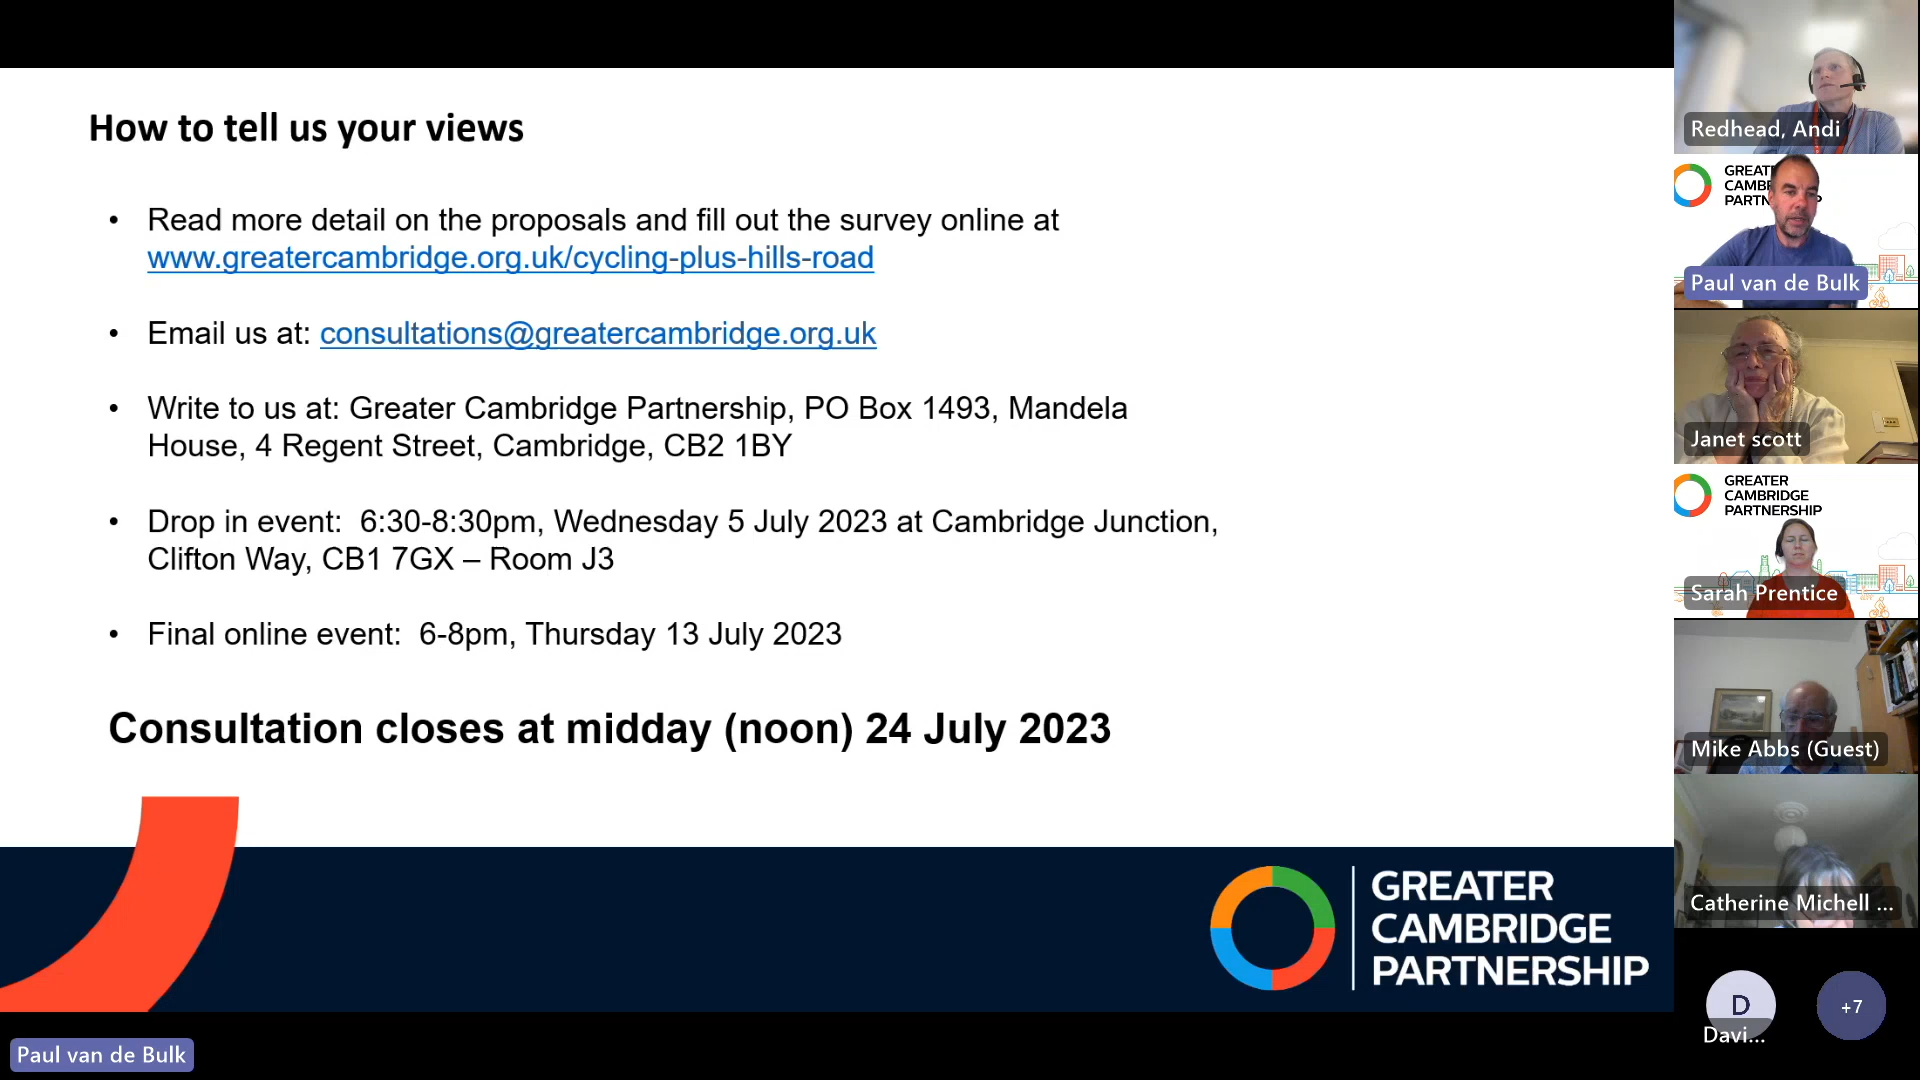 How to tell us your views
• Read more detail on the proposals and fill out the survey online at
www.greatercambridge.org.uk/cycling-plus-hills-road
• Email us at: consultations@greatercambridge.org.uk
• Write to us at: Greater Cambridge Partnership, PO Box 1493, Mandela
House, 4 Regent Street, Cambridge, CB2 1BY
• Drop in event:  6:30-8:30pm, Wednesday 5 July 2023 at Cambridge Junction,
Clifton Way, CB1 7GX – Room J3
• Final online event:  6-8pm, Thursday 13 July 2023
Consultation closes at midday (noon) 24 July 2023
GREATER
CAMBRIDGE
PARTNERSHIP
Paul van de Bulk
Redhead, Andi
GREAT
CAMB
PARTN P
Paul van de Bulk
Janet scott
GREATER
CAMBRIDGE
PARTNERSHIP
Sarah Prentice
Mike Abbs (Guest)
Catherine Michell ...
D
Davi...
+7